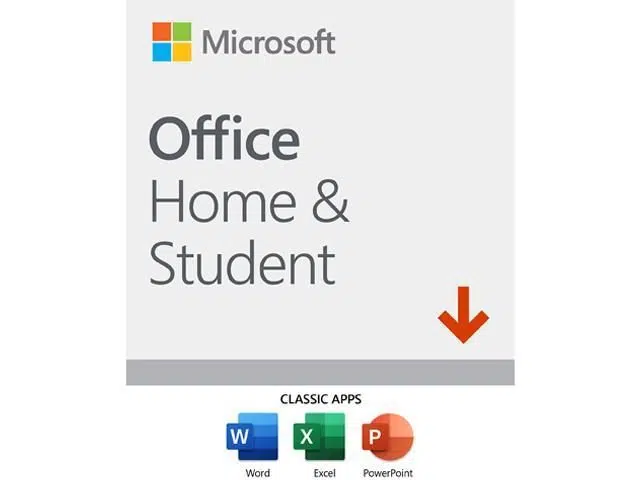 Microsoft
Office
Home &
Student
CLASSIC APPS
W X P
Word Excel PowerPoint